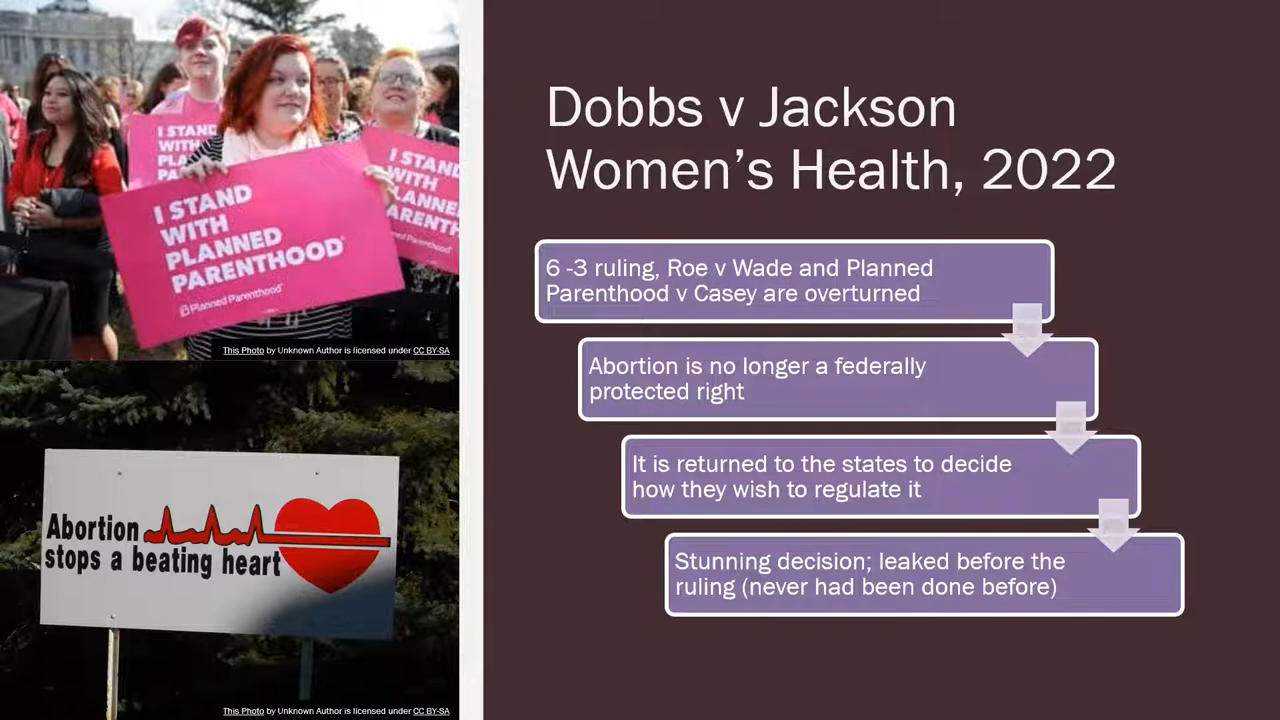 I STAND
WITH
PLA
PA
I STAND
WITH
PLANNED
PARENTHOOD
Planned Parenthood
I STAND
WITH
PLANNE
ARENTH
This Photo by Unknown Author is licensed under CC BY-SA
Abortion
stops a beating heart
This Photo by Unknown Author is licensed under CC BY-SA
Dobbs v Jackson
Women’s Health, 2022
6 -3 ruling, Roe v Wade and Planned
Parenthood v Casey are overturned
Abortion is no longer a federally
protected right
It is returned to the states to decide
how they wish to regulate it
Stunning decision; leaked before the
ruling (never had been done before)